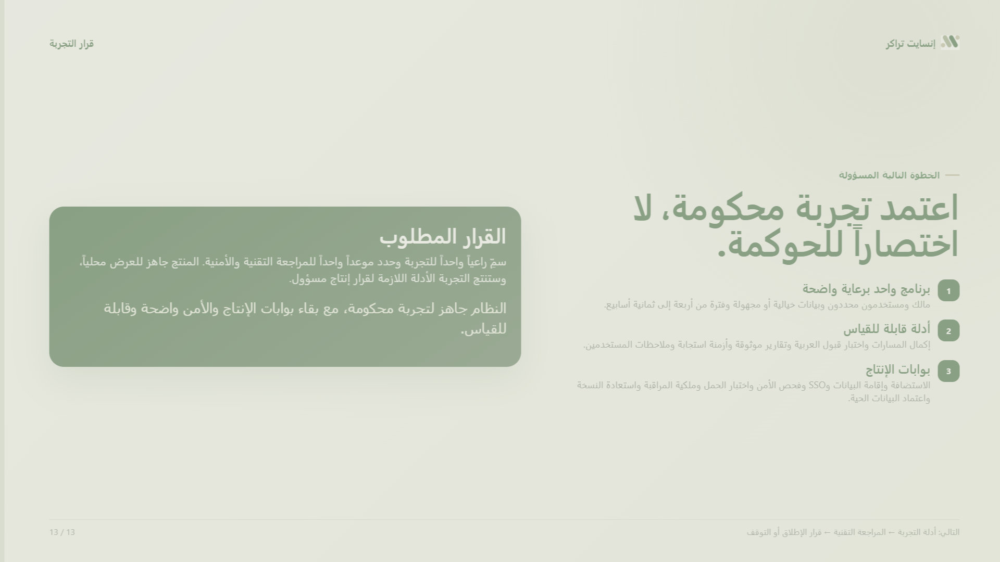 إنسايت تراكر
قرار التجربة
الخطوة التالية المسؤولة
اعتمد تجربة محكومة، لا
اختصاراً للحوكمة.
1
برنامج واحد برعاية واضحة
مالك ومستخدمون محددون وبيانات خيالية أو مجهولة وفترة من أربعة إلى ثمانية أسابيع.
2
أدلة قابلة للقياس
إكمال المسارات واختبار قبول العربية وتقارير موثوقة وأزمنة استجابة وملاحظات المستخدمين.
3
بوابات الإنتاج
الاستضافة وإقامة البيانات وSSO وفحص الأمن واختبار الحمل وملكية المراقبة واستعادة النسخة
واعتماد البيانات الحية.
القرار المطلوب
سمِّ راعياً واحداً للتجربة وحدد موعداً واحداً للمراجعة التقنية والأمنية. المنتج جاهز للعرض محلياً،
وستنتج التجربة الأدلة اللازمة لقرار إنتاج مسؤول.
النظام جاهز لتجربة محكومة، مع بقاء بوابات الإنتاج والأمن واضحة وقابلة
للقياس.
التالي: أدلة التجربة ← المراجعة التقنية ← قرار الإطلاق أو التوقف
13 / 13